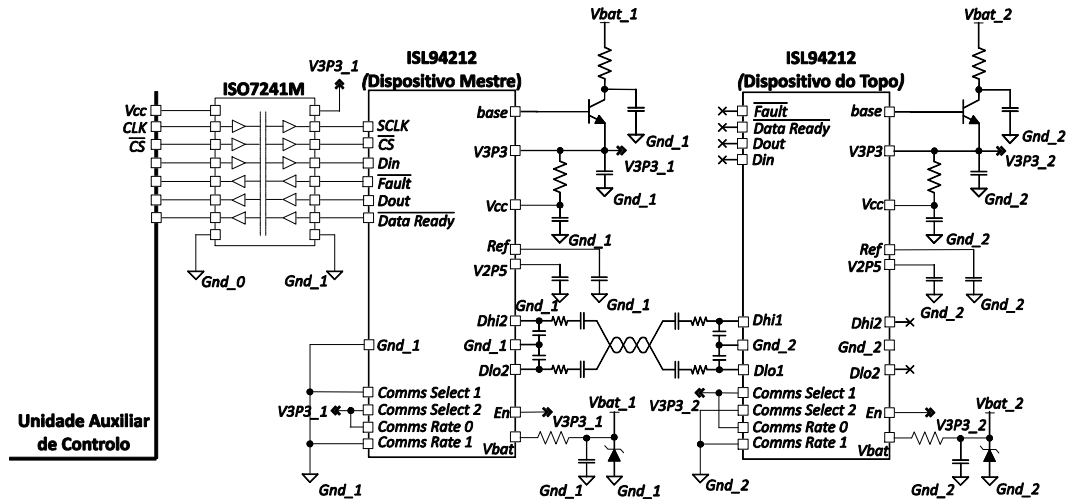 Vbat_1
Vbat_2
ISL94212
(Dispositivo Mestre)
ISL94212
(Dispositivo do Topo)
V3P3_1
ISO7241M
Vcc
CLK
CS
SCLK
CS
Din
Fault
Dout
Data Ready
Gnd_0
Gnd_1
base
V3P3
Vcc
Ref
V2P5
Dhi2
Gnd_1
Dlo2
En
Vbat
Gnd_1
V3P3_1
Gnd_1
Gnd_1
Gnd_1
Gnd_1
Gnd_1
Comms Select 1
Comms Select 2
Comms Rate 0
Comms Rate 1
V3P3_1
Gnd_1
V3P3_1
Vbat_1
Gnd_1
Gnd_1
Fault
Data Ready
Dout
Din
base
V3P3
Vcc
Ref
V2P5
Dhi2
Gnd_2
Dlo2
En
Vbat
Gnd_2
V3P3_2
Gnd_2
Gnd_2
Gnd_2
Gnd_2
Dhi1
Gnd_2
Dlo1
Comms Select 1
Comms Select 2
Comms Rate 0
Comms Rate 1
V3P3_2
Gnd_2
V3P3_2
Vbat_2
Gnd_2
Gnd_2
Unidade Auxiliar
de Controlo